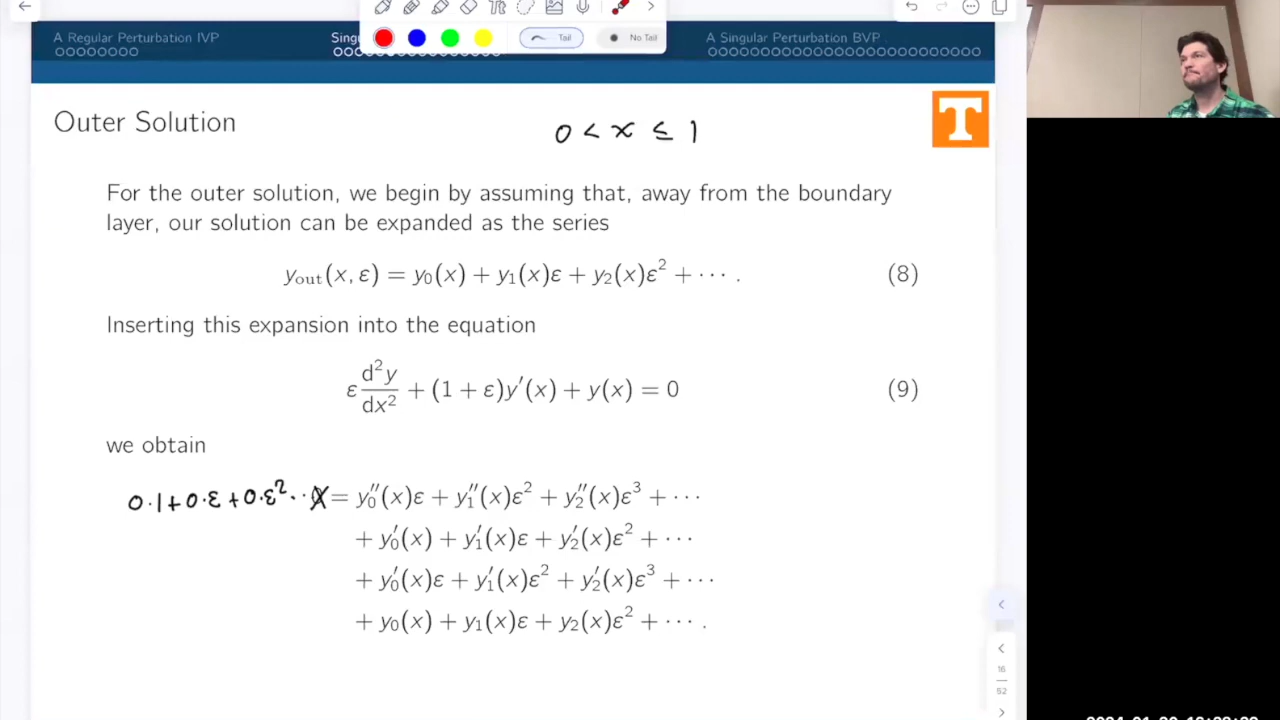 A Regular Perturbation IVP
Sing
A Singular Perturbation BVP
Tail
No Tail
Outer Solution
0 < x ≤ 1
T
For the outer solution, we begin by assuming that, away from the boundary
layer, our solution can be expanded as the series
y_out(x, ε) = y₀(x) + y₁(x)ε + y₂(x)ε² + ⋯ . (8)
Inserting this expansion into the equation
ε d²y/dx² + (1 + ε)y′(x) + y(x) = 0 (9)
we obtain
0·1+0·ε+0·ε²⋯ = y₀″(x)ε + y₁″(x)ε² + y₂″(x)ε³ + ⋯
+ y₀′(x) + y₁′(x)ε + y₂′(x)ε² + ⋯
+ y₀′(x)ε + y₁′(x)ε² + y₂′(x)ε³ + ⋯
+ y₀(x) + y₁(x)ε + y₂(x)ε² + ⋯ .
16
52